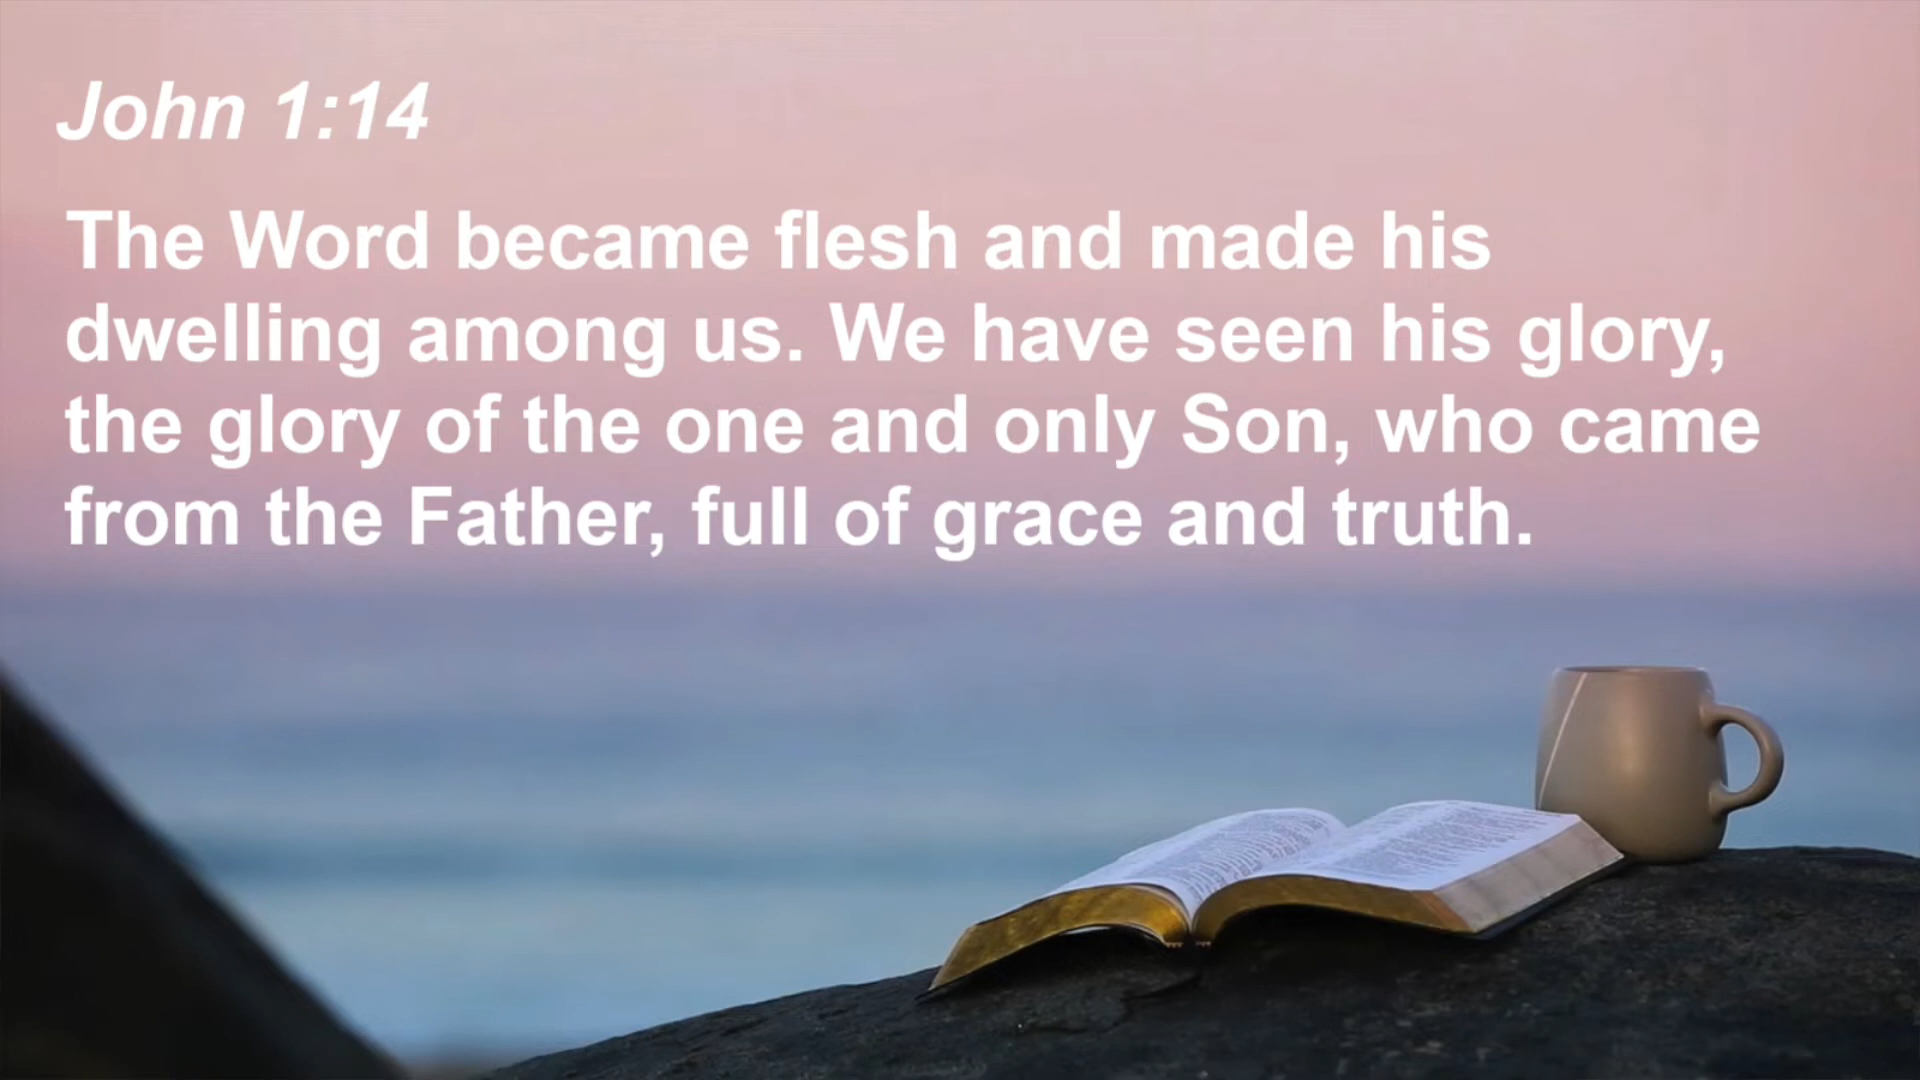 John 1:14
The Word became flesh and made his
dwelling among us. We have seen his glory,
the glory of the one and only Son, who came
from the Father, full of grace and truth.